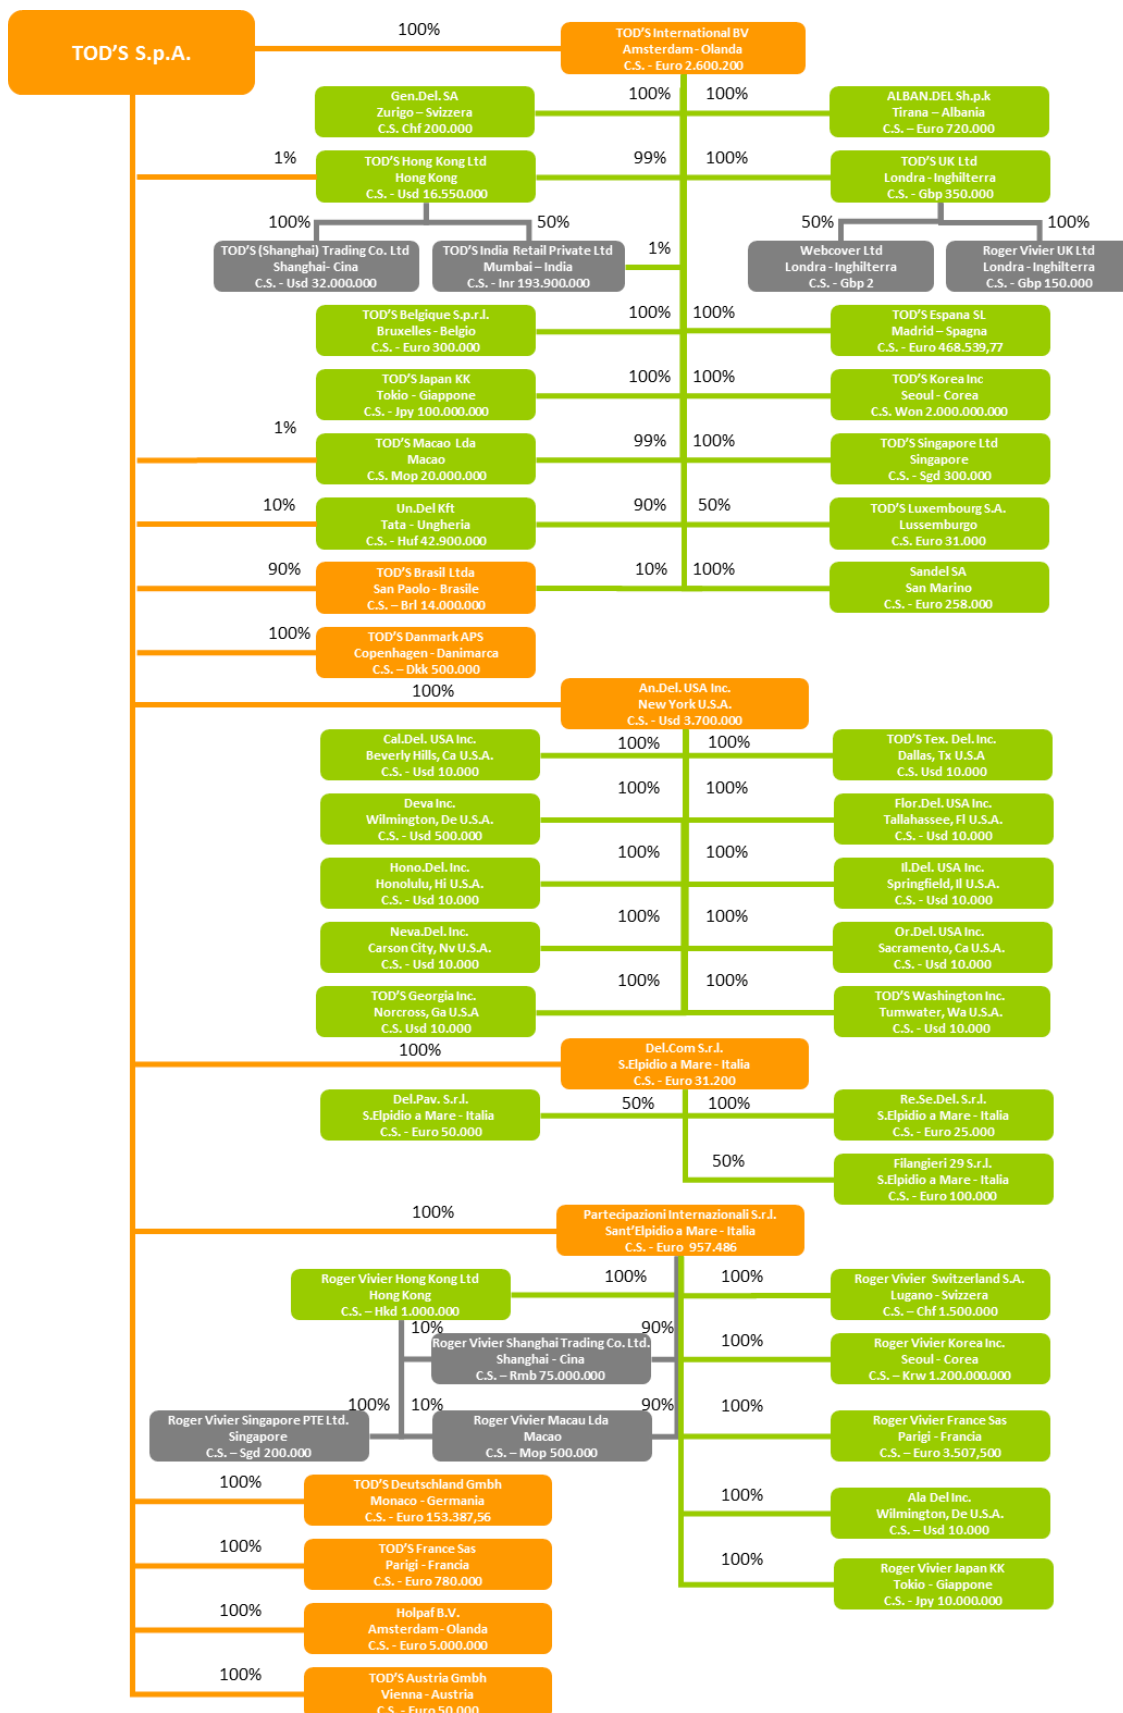 TOD'S S.p.A.
100%
TOD'S International BV
Amsterdam - Olanda
C.S. - Euro 2.600.200
Gen.Del. SA
Zurigo – Svizzera
C.S. Chf 200.000
100%
100%
ALBAN.DEL Sh.p.k
Tirana – Albania
C.S. – Euro 720.000
1%
TOD'S Hong Kong Ltd
Hong Kong
C.S. - Usd 16.550.000
99%
100%
TOD'S UK Ltd
Londra - Inghilterra
C.S. - Gbp 350.000
100%
50%
50%
100%
TOD'S (Shanghai) Trading Co. Ltd
Shanghai- Cina
C.S. - Usd 32.000.000
TOD'S India Retail Private Ltd
Mumbai – India
C.S. - Inr 193.900.000
1%
Webcover Ltd
Londra - Inghilterra
C.S. - Gbp 2
Roger Vivier UK Ltd
Londra - Inghilterra
C.S. - Gbp 150.000
TOD'S Belgique S.p.r.l.
Bruxelles - Belgio
C.S. - Euro 300.000
100%
100%
TOD'S Espana SL
Madrid – Spagna
C.S. - Euro 468.539,77
TOD'S Japan KK
Tokio - Giappone
C.S. - Jpy 100.000.000
100%
100%
TOD'S Korea Inc
Seoul - Corea
C.S. Won 2.000.000.000
1%
TOD'S Macao Lda
Macao
C.S. Mop 20.000.000
99%
100%
TOD'S Singapore Ltd
Singapore
C.S. - Sgd 300.000
10%
Un.Del Kft
Tata - Ungheria
C.S. - Huf 42.900.000
90%
50%
TOD'S Luxembourg S.A.
Lussemburgo
C.S. Euro 31.000
90%
TOD'S Brasil Ltda
San Paolo - Brasile
C.S. – Brl 14.000.000
10%
100%
Sandel SA
San Marino
C.S. - Euro 258.000
100%
TOD'S Danmark APS
Copenhagen - Danimarca
C.S. – Dkk 500.000
100%
An.Del. USA Inc.
New York U.S.A.
C.S. - Usd 3.700.000
Cal.Del. USA Inc.
Beverly Hills, Ca U.S.A.
C.S. - Usd 10.000
100%
100%
TOD'S Tex. Del. Inc.
Dallas, Tx U.S.A
C.S. Usd 10.000
Deva Inc.
Wilmington, De U.S.A.
C.S. - Usd 500.000
100%
100%
Flor.Del. USA Inc.
Tallahassee, Fl U.S.A.
C.S. - Usd 10.000
Hono.Del. Inc.
Honolulu, Hi U.S.A.
C.S. - Usd 10.000
100%
100%
Il.Del. USA Inc.
Springfield, Il U.S.A.
C.S. - Usd 10.000
Neva.Del. Inc.
Carson City, Nv U.S.A.
C.S. - Usd 10.000
100%
100%
Or.Del. USA Inc.
Sacramento, Ca U.S.A.
C.S. - Usd 10.000
TOD'S Georgia Inc.
Norcross, Ga U.S.A
C.S. Usd 10.000
100%
100%
TOD'S Washington Inc.
Tumwater, Wa U.S.A.
C.S. - Usd 10.000
100%
Del.Com S.r.l.
S.Elpidio a Mare - Italia
C.S. - Euro 31.200
Del.Pav. S.r.l.
S.Elpidio a Mare - Italia
C.S. - Euro 50.000
50%
100%
Re.Se.Del. S.r.l.
S.Elpidio a Mare - Italia
C.S. - Euro 25.000
50%
Filangieri 29 S.r.l.
S.Elpidio a Mare - Italia
C.S. - Euro 100.000
100%
Partecipazioni Internazionali S.r.l.
Sant'Elpidio a Mare - Italia
C.S. - Euro 957.486
Roger Vivier Hong Kong Ltd
Hong Kong
C.S. – Hkd 1.000.000
100%
100%
Roger Vivier Switzerland S.A.
Lugano - Svizzera
C.S. – Chf 1.500.000
10%
Roger Vivier Shanghai Trading Co. Ltd.
Shanghai - Cina
C.S. – Rmb 75.000.000
90%
100%
Roger Vivier Korea Inc.
Seoul - Corea
C.S. – Krw 1.200.000.000
100%
Roger Vivier Singapore PTE Ltd.
Singapore
C.S. – Sgd 200.000
10%
Roger Vivier Macau Lda
Macao
C.S. – Mop 500.000
90%
100%
Roger Vivier France Sas
Parigi - Francia
C.S. – Euro 3.507,500
100%
TOD'S Deutschland Gmbh
Monaco - Germania
C.S. - Euro 153.387,56
100%
Ala Del Inc.
Wilmington, De U.S.A.
C.S. – Usd 10.000
100%
TOD'S France Sas
Parigi - Francia
C.S. - Euro 780.000
100%
Roger Vivier Japan KK
Tokio - Giappone
C.S. - Jpy 10.000.000
100%
Holpaf B.V.
Amsterdam - Olanda
C.S. - Euro 5.000.000
100%
TOD'S Austria Gmbh
Vienna - Austria
C.S. - Euro 50.000